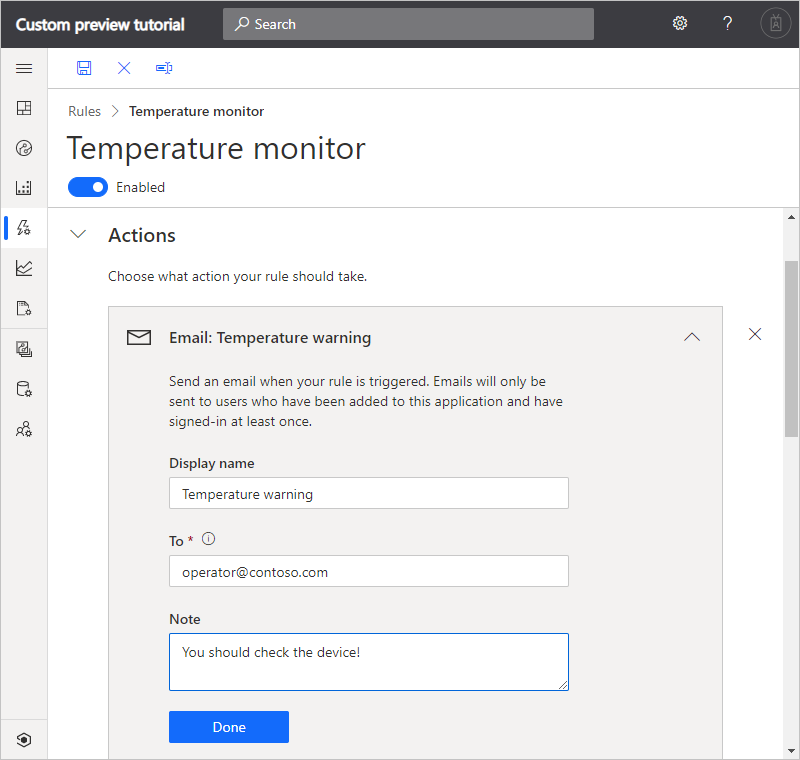 Custom preview tutorial
Search
Rules > Temperature monitor
Temperature monitor
Enabled
Actions
Choose what action your rule should take.
Email: Temperature warning
Send an email when your rule is triggered. Emails will only be
sent to users who have been added to this application and have
signed-in at least once.
Display name
Temperature warning
To *
operator@contoso.com
Note
You should check the device!
Done